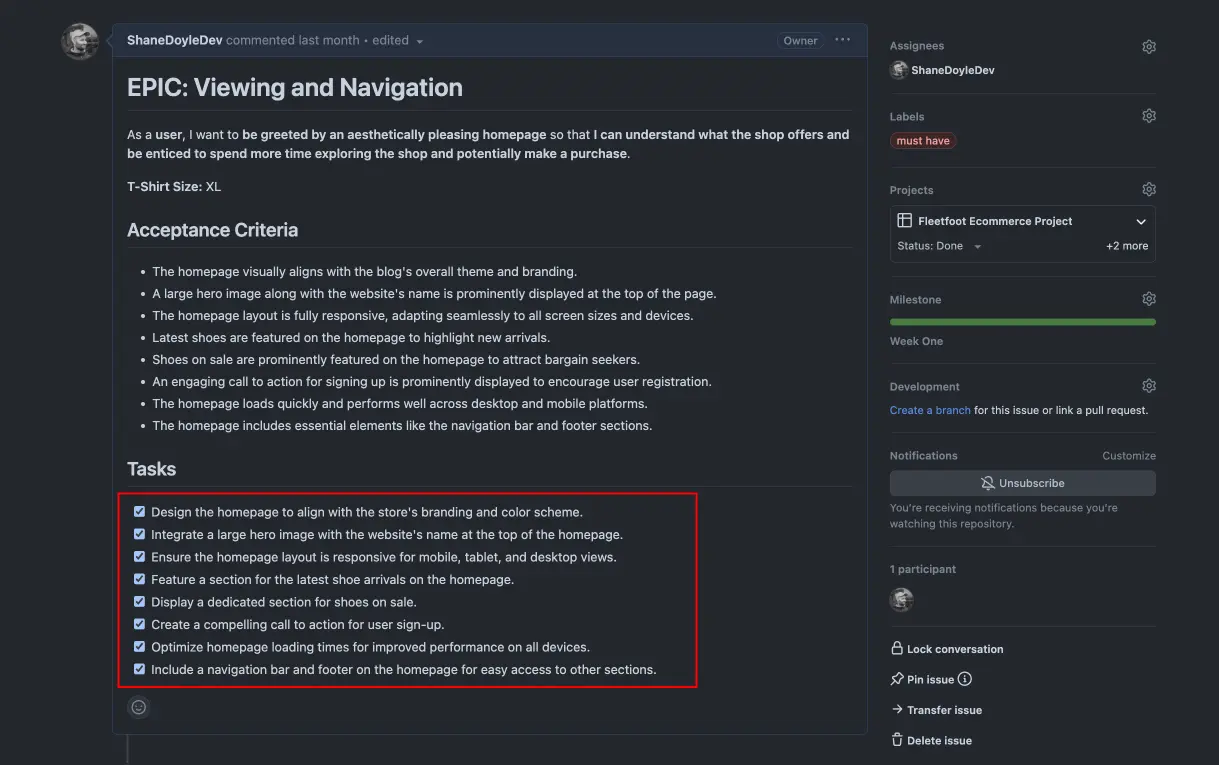 ShaneDoyleDev commented last month • edited
Owner
EPIC: Viewing and Navigation
As a user, I want to be greeted by an aesthetically pleasing homepage so that I can understand what the shop offers and
be enticed to spend more time exploring the shop and potentially make a purchase.
T-Shirt Size: XL
Acceptance Criteria
• The homepage visually aligns with the blog's overall theme and branding.
• A large hero image along with the website's name is prominently displayed at the top of the page.
• The homepage layout is fully responsive, adapting seamlessly to all screen sizes and devices.
• Latest shoes are featured on the homepage to highlight new arrivals.
• Shoes on sale are prominently featured on the homepage to attract bargain seekers.
• An engaging call to action for signing up is prominently displayed to encourage user registration.
• The homepage loads quickly and performs well across desktop and mobile platforms.
• The homepage includes essential elements like the navigation bar and footer sections.
Tasks
Design the homepage to align with the store's branding and color scheme.
Integrate a large hero image with the website's name at the top of the homepage.
Ensure the homepage layout is responsive for mobile, tablet, and desktop views.
Feature a section for the latest shoe arrivals on the homepage.
Display a dedicated section for shoes on sale.
Create a compelling call to action for user sign-up.
Optimize homepage loading times for improved performance on all devices.
Include a navigation bar and footer on the homepage for easy access to other sections.
Assignees
ShaneDoyleDev
Labels
must have
Projects
Fleetfoot Ecommerce Project
Status: Done
+2 more
Milestone
Week One
Development
Create a branch for this issue or link a pull request.
Notifications
Customize
Unsubscribe
You're receiving notifications because you're
watching this repository.
1 participant
Lock conversation
Pin issue
Transfer issue
Delete issue